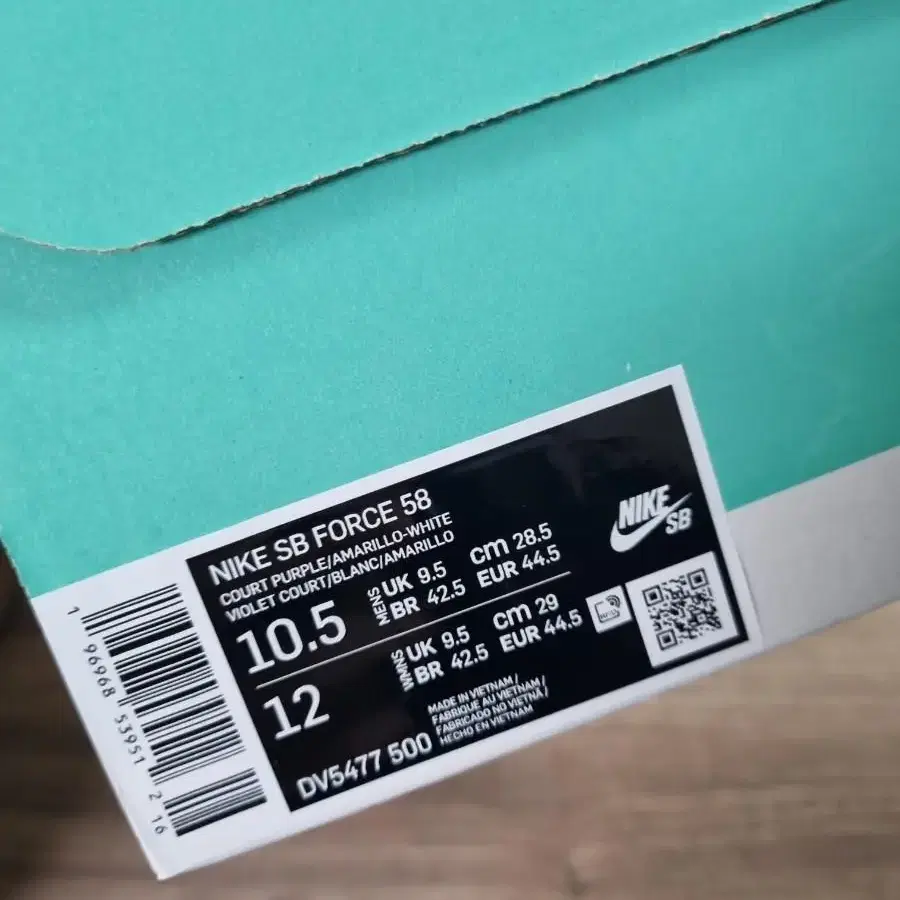 NIKE SB FORCE 58
COURT PURPLE/AMARILLO-WHITE
VIOLET COURT/BLANC/AMARILLO
10.5
MENS
UK 9.5 cm 28.5
BR 42.5 EUR 44.5
12
WMNS
UK 9.5 cm 29
BR 42.5 EUR 44.5
MADE IN VIETNAM /
FABRIQUE AU VIETNAM /
FABRICADO NO VIETNÃ /
HECHO EN VIETNAM
DV5477 500
NIKE
SB
1 96968 53951 2 16